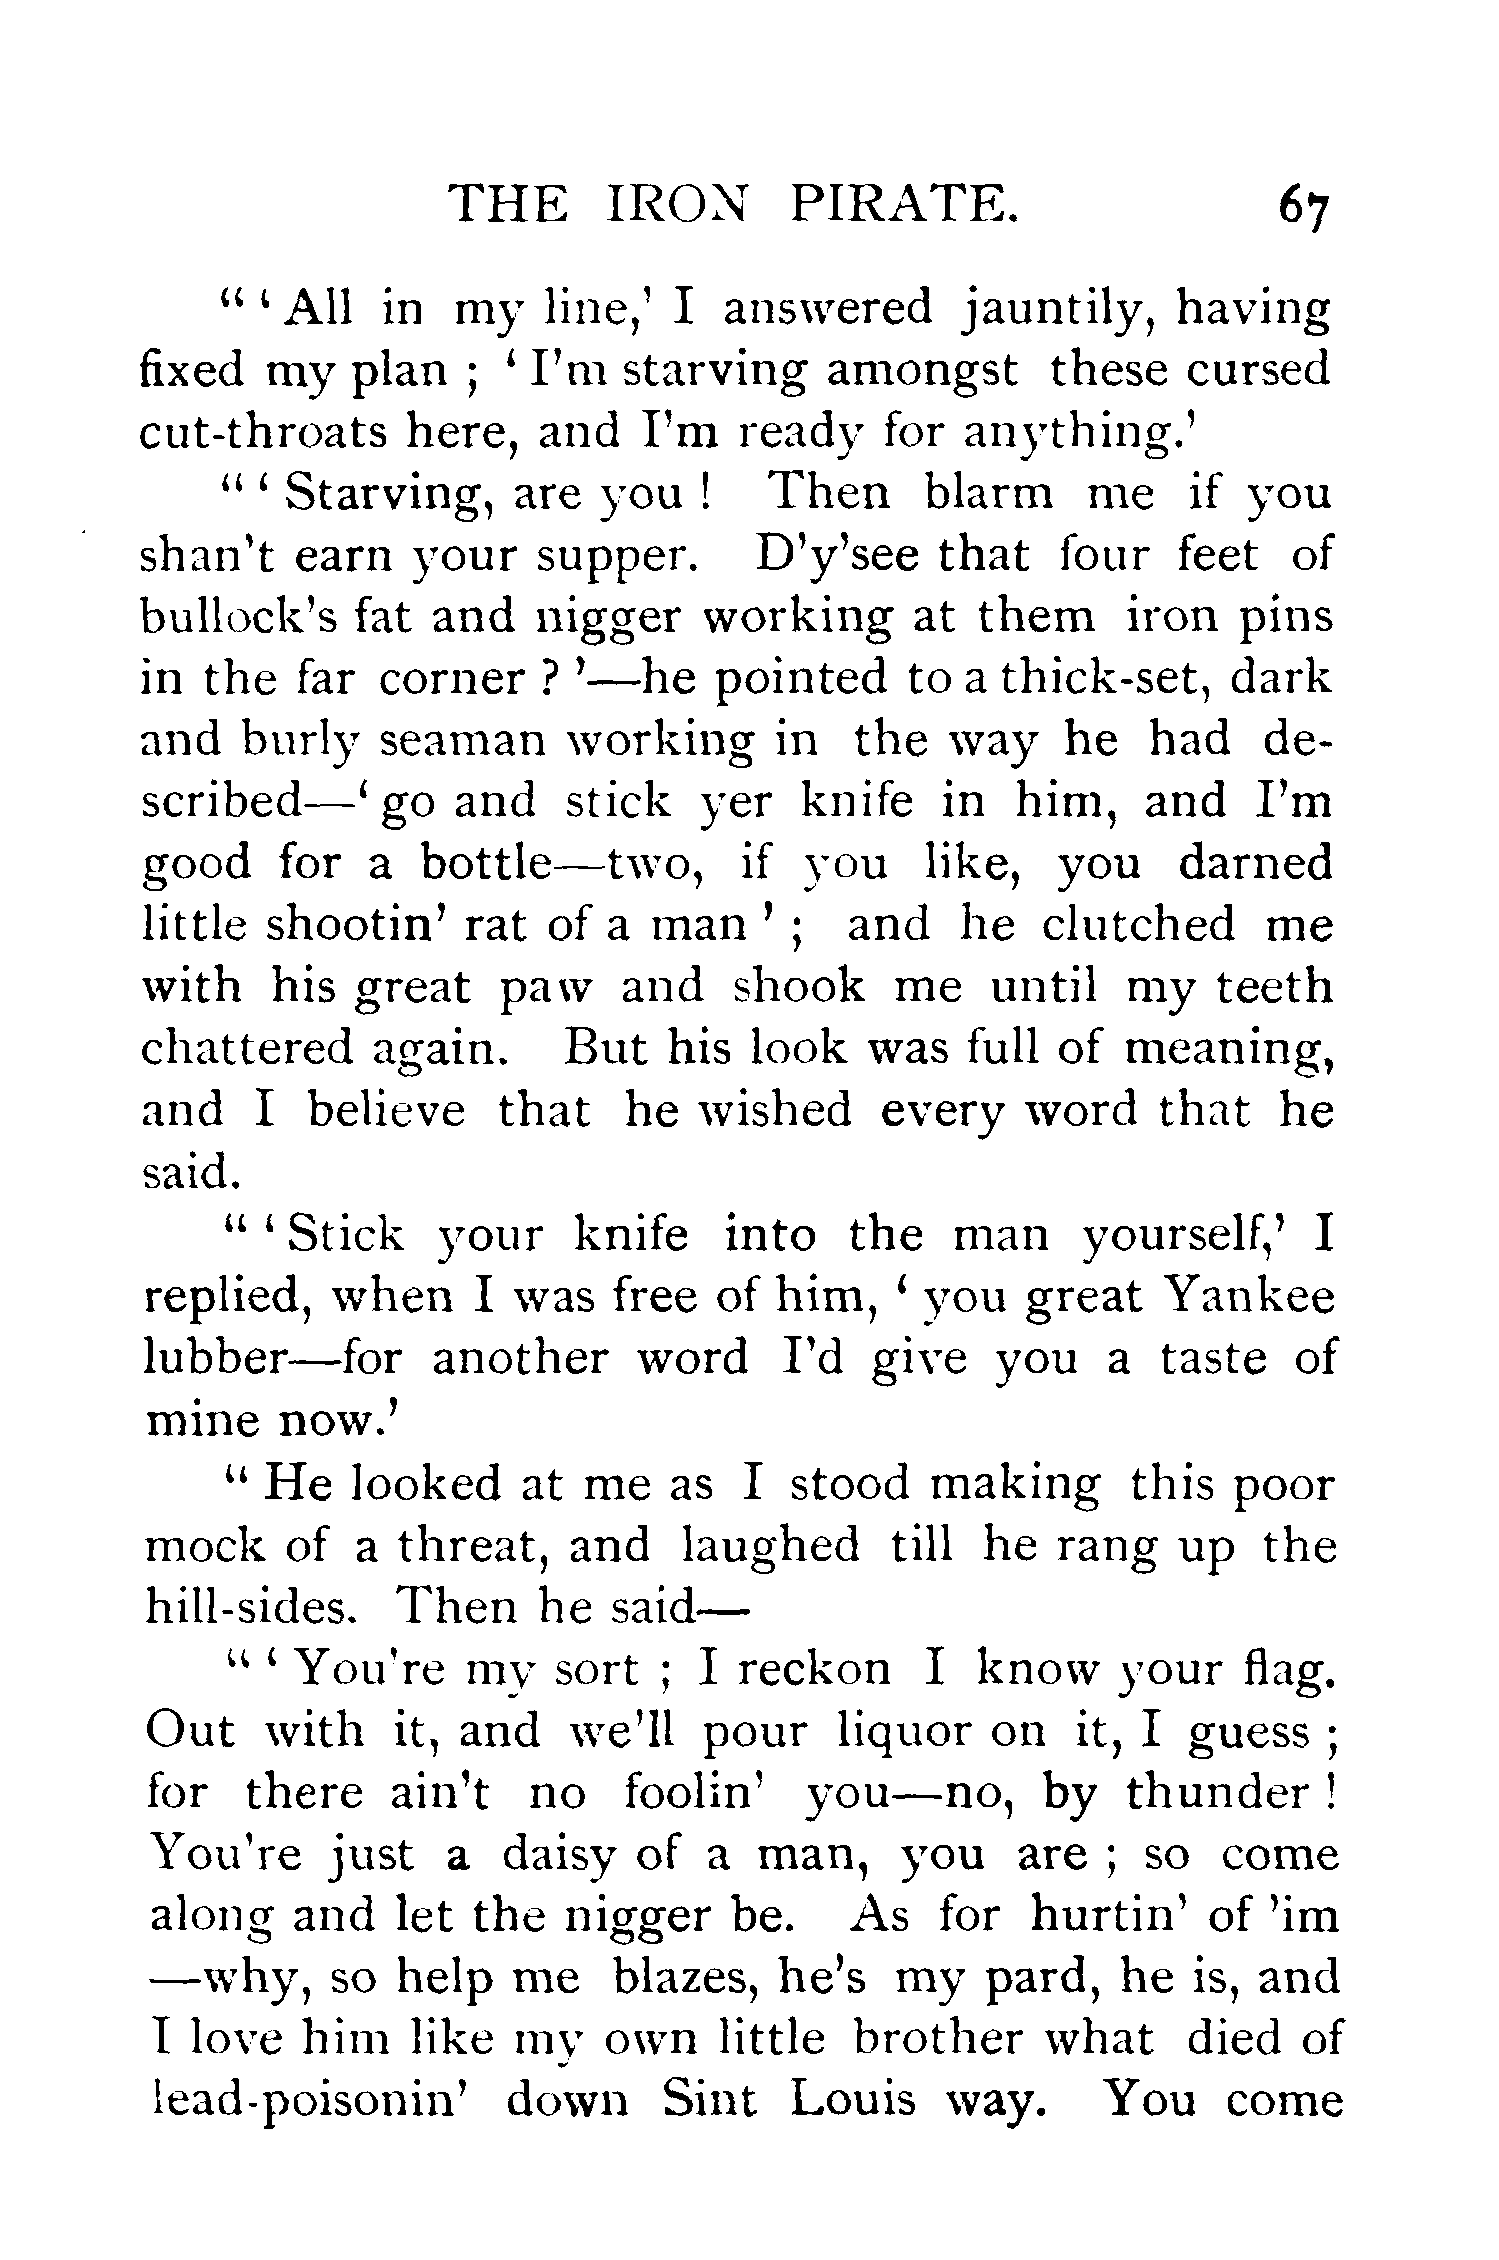 THE IRON PIRATE. 67
" ' All in my line,' I answered jauntily, having
fixed my plan ; ' I'm starving amongst these cursed
cut-throats here, and I'm ready for anything.'
" ' Starving, are you ! Then blarm me if you
shan't earn your supper. D'y'see that four feet of
bullock's fat and nigger working at them iron pins
in the far corner ? '—he pointed to a thick-set, dark
and burly seaman working in the way he had de-
scribed—' go and stick yer knife in him, and I'm
good for a bottle—two, if you like, you darned
little shootin' rat of a man ' ; and he clutched me
with his great paw and shook me until my teeth
chattered again. But his look was full of meaning,
and I believe that he wished every word that he
said.
" ' Stick your knife into the man yourself,' I
replied, when I was free of him, ' you great Yankee
lubber—for another word I'd give you a taste of
mine now.'
" He looked at me as I stood making this poor
mock of a threat, and laughed till he rang up the
hill-sides. Then he said—
" ' You're my sort ; I reckon I know your flag.
Out with it, and we'll pour liquor on it, I guess ;
for there ain't no foolin' you—no, by thunder !
You're just a daisy of a man, you are ; so come
along and let the nigger be. As for hurtin' of 'im
—why, so help me blazes, he's my pard, he is, and
I love him like my own little brother what died of
lead-poisonin' down Sint Louis way. You come